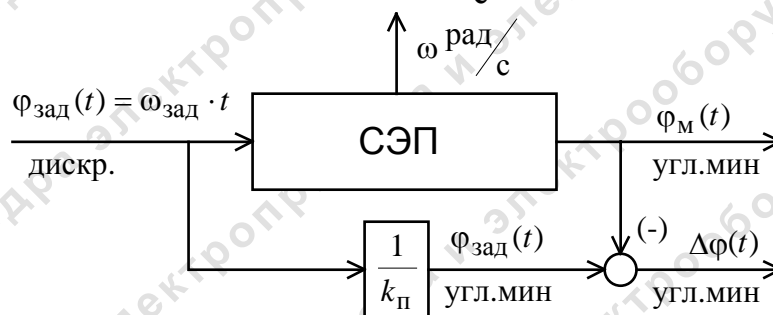 ω рад/с
φзад(t) = ωзад · t
СЭП
φм(t)
дискр.
угл.мин
(-)
1/kп
φзад(t)
Δφ(t)
угл.мин
угл.мин